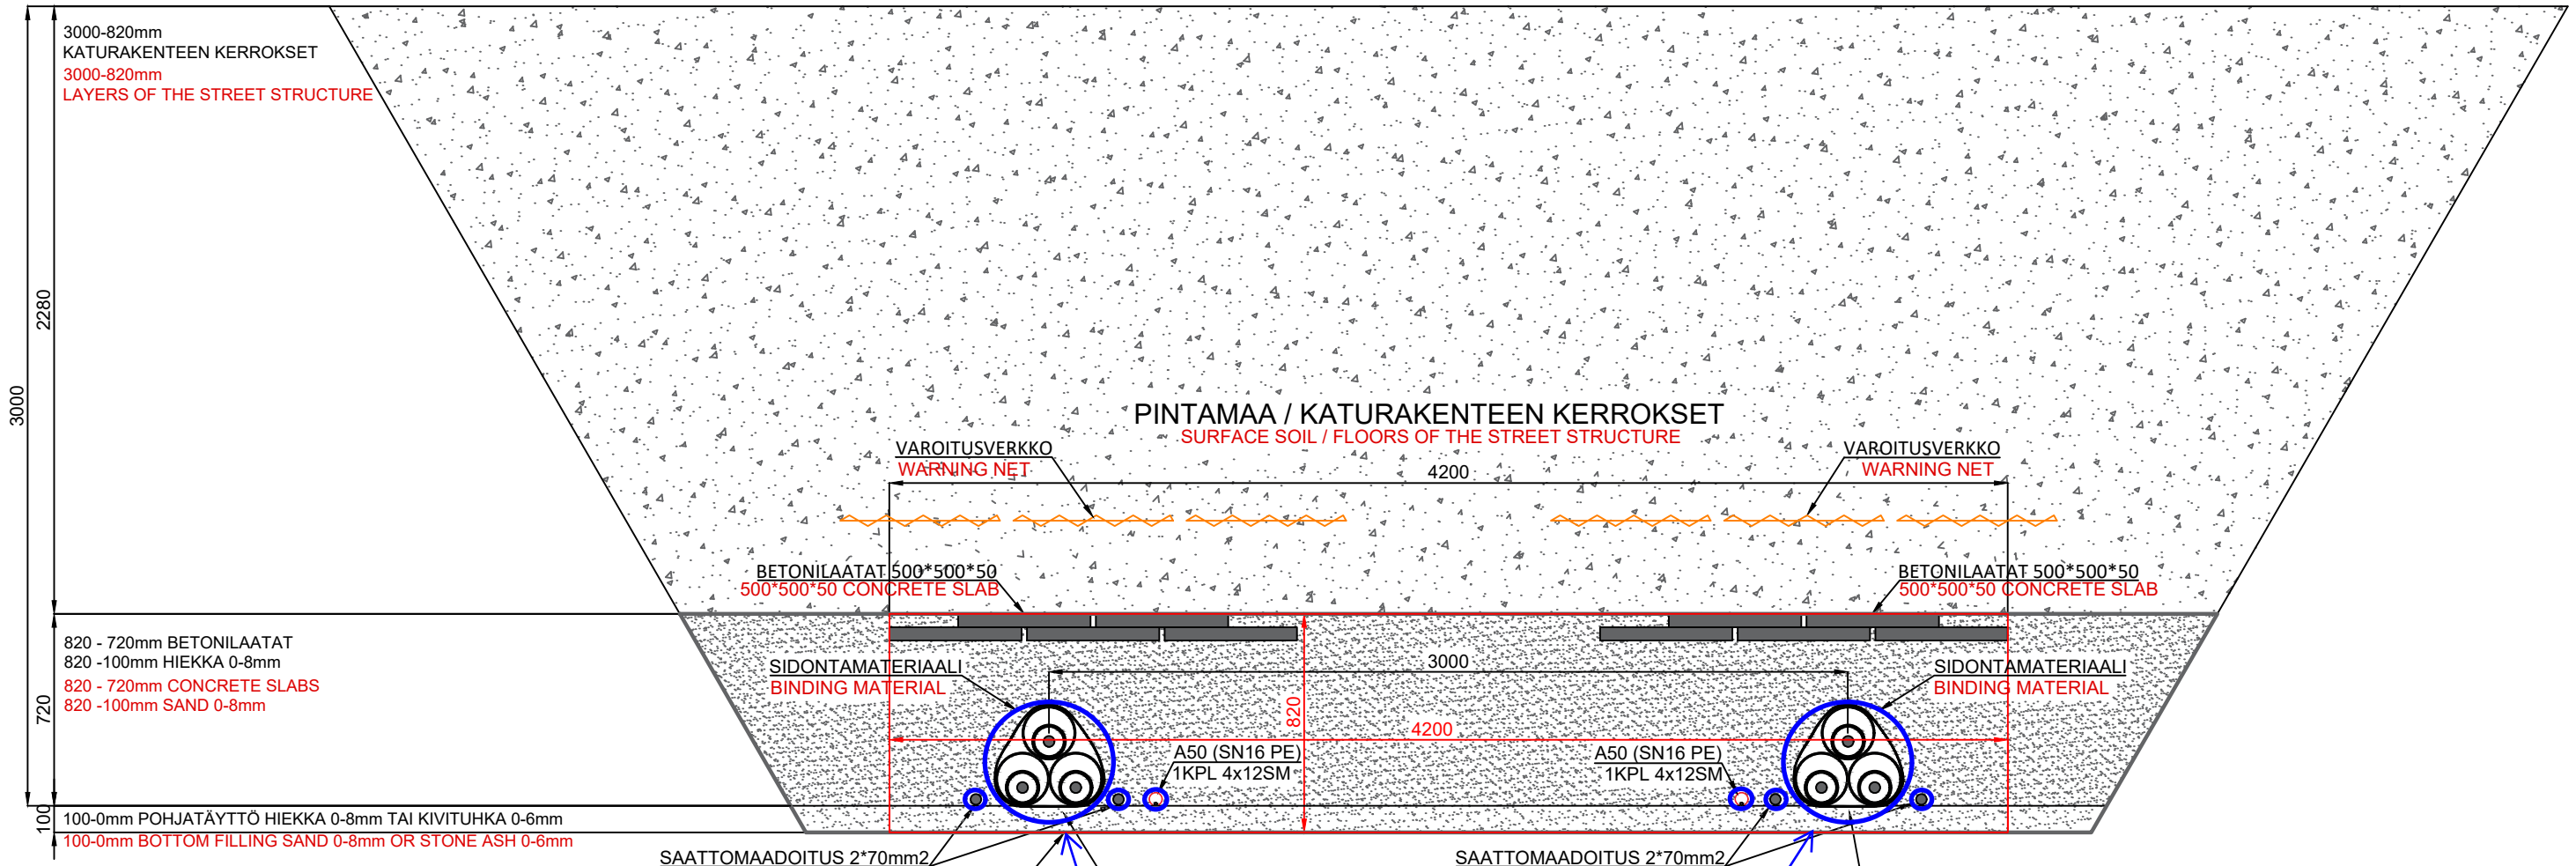 3000-820mm
KATURAKENTEEN KERROKSET
3000-820mm
LAYERS OF THE STREET STRUCTURE
2280
3000
720
100
PINTAMAA / KATURAKENTEEN KERROKSET
SURFACE SOIL / FLOORS OF THE STREET STRUCTURE
VAROITUSVERKKO
WARNING NET
4200
VAROITUSVERKKO
WARNING NET
BETONILAATAT 500*500*50
500*500*50 CONCRETE SLAB
BETONILAATAT 500*500*50
500*500*50 CONCRETE SLAB
820 - 720mm BETONILAATAT
820 -100mm HIEKKA 0-8mm
820 - 720mm CONCRETE SLABS
820 -100mm SAND 0-8mm
SIDONTAMATERIAALI
BINDING MATERIAL
3000
SIDONTAMATERIAALI
BINDING MATERIAL
820
4200
A50 (SN16 PE)
1KPL 4x12SM
A50 (SN16 PE)
1KPL 4x12SM
100-0mm POHJATÄYTTÖ HIEKKA 0-8mm TAI KIVITUHKA 0-6mm
100-0mm BOTTOM FILLING SAND 0-8mm OR STONE ASH 0-6mm
SAATTOMAADOITUS 2*70mm2
SAATTOMAADOITUS 2*70mm2